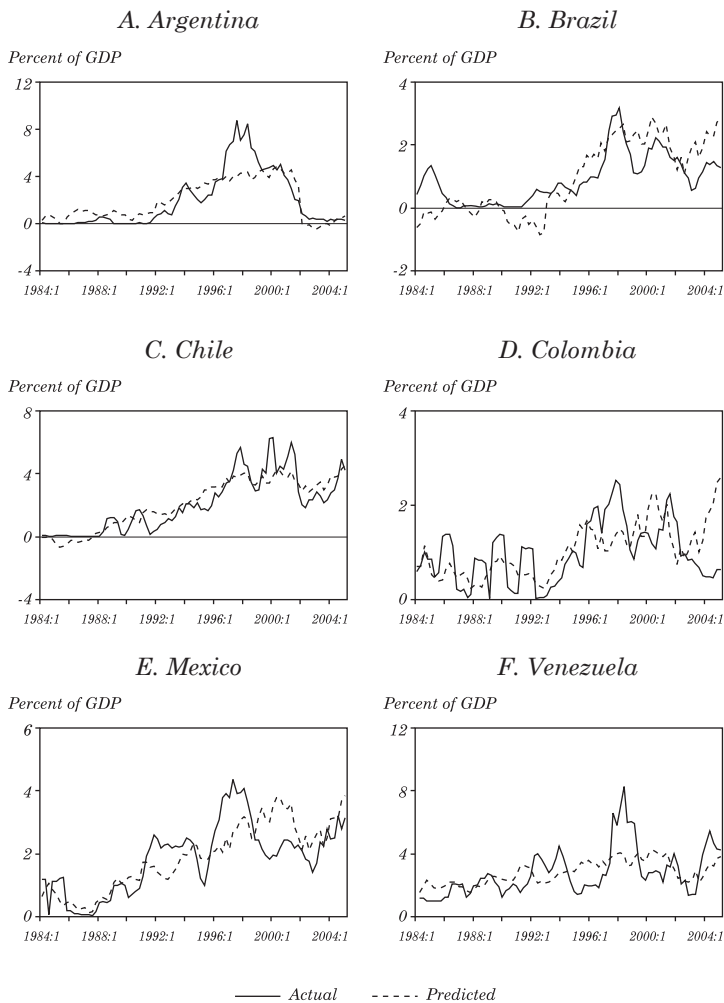 A. Argentina
B. Brazil
Percent of GDP
Percent of GDP
12
8
4
0
-4
4
2
0
-2
1984:1 1988:1 1992:1 1996:1 2000:1 2004:1
1984:1 1988:1 1992:1 1996:1 2000:1 2004:1
C. Chile
D. Colombia
Percent of GDP
Percent of GDP
8
4
0
-4
4
2
0
1984:1 1988:1 1992:1 1996:1 2000:1 2004:1
1984:1 1988:1 1992:1 1996:1 2000:1 2004:1
E. Mexico
F. Venezuela
Percent of GDP
Percent of GDP
6
4
2
0
12
8
4
0
1984:1 1988:1 1992:1 1996:1 2000:1 2004:1
1984:1 1988:1 1992:1 1996:1 2000:1 2004:1
Actual Predicted